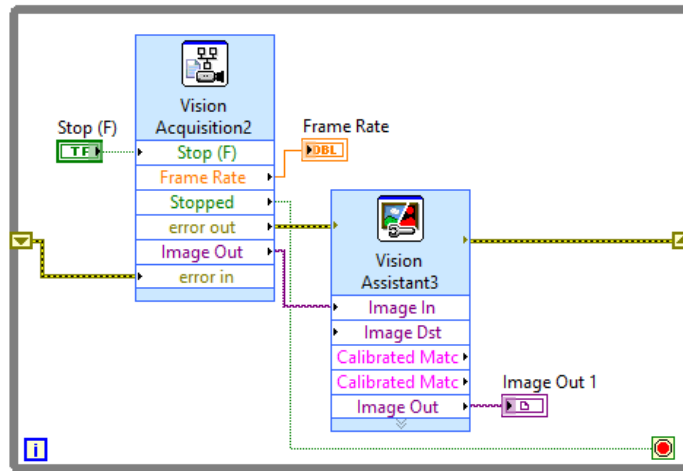 Vision
Acquisition2
Stop (F)
TF
Stop (F)
Frame Rate
Stopped
error out
Image Out
error in
Frame Rate
DBL
Vision
Assistant3
Image In
Image Dst
Calibrated Matc
Calibrated Matc
Image Out
Image Out 1
i